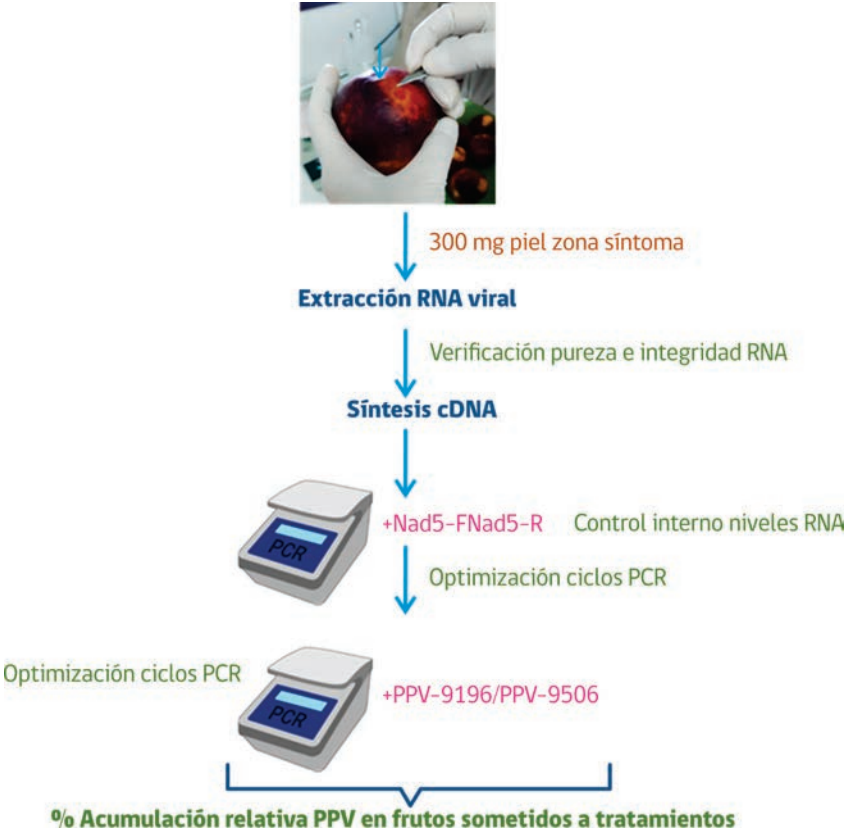 300 mg piel zona síntoma
Extracción RNA viral
Verificación pureza e integridad RNA
Síntesis cDNA
PCR
+Nad5-FNad5-R
Control interno niveles RNA
Optimización ciclos PCR
Optimización ciclos PCR
PCR
+PPV-9196/PPV-9506
% Acumulación relativa PPV en frutos sometidos a tratamientos